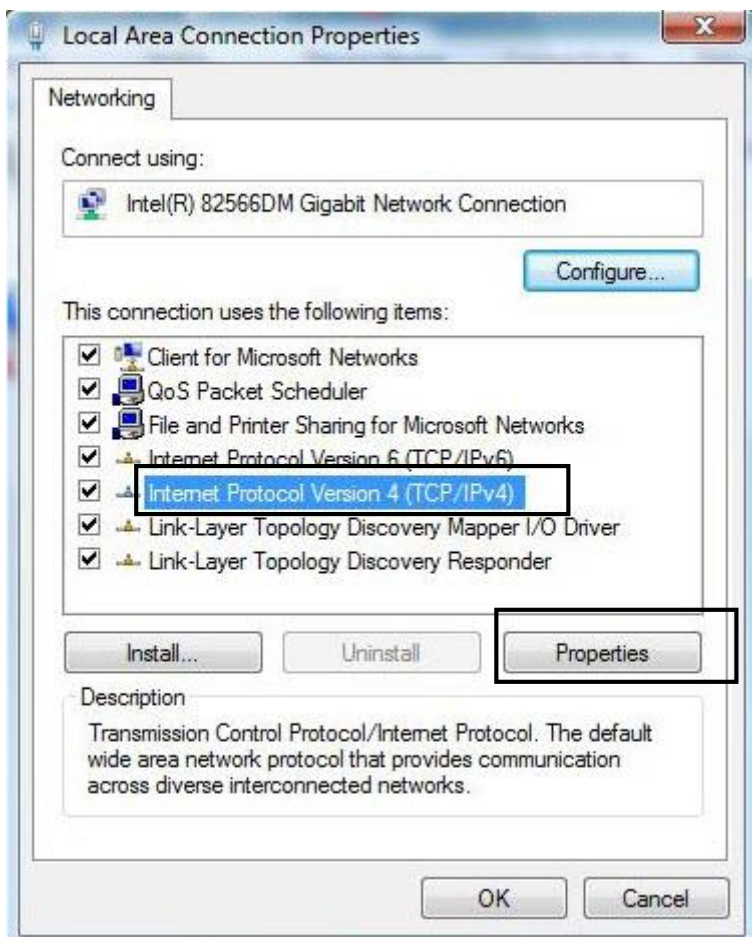 Local Area Connection Properties
Networking
Connect using:
Intel(R) 82566DM Gigabit Network Connection
Configure...
This connection uses the following items:
Client for Microsoft Networks
QoS Packet Scheduler
File and Printer Sharing for Microsoft Networks
Internet Protocol Version 6 (TCP/IPv6)
Internet Protocol Version 4 (TCP/IPv4)
Link-Layer Topology Discovery Mapper I/O Driver
Link-Layer Topology Discovery Responder
Install... Uninstall Properties
Description
Transmission Control Protocol/Internet Protocol. The default
wide area network protocol that provides communication
across diverse interconnected networks.
OK Cancel